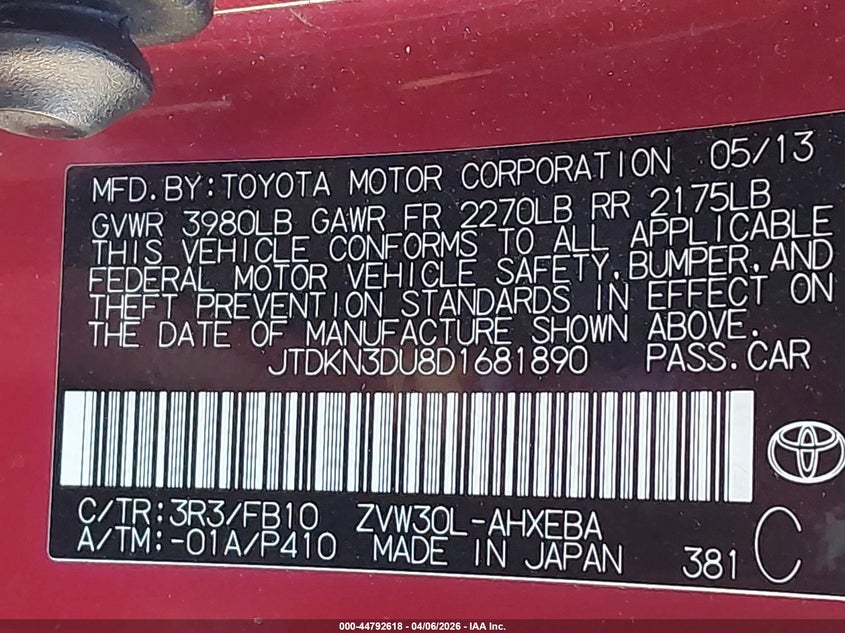 MFD.BY:TOYOTA MOTOR CORPORATION 05/13
GVWR 3980LB GAWR FR 2270LB RR 2175LB
THIS VEHICLE CONFORMS TO ALL APPLICABLE
FEDERAL MOTOR VEHICLE SAFETY,BUMPER,AND
THEFT PREVENTION STANDARDS IN EFFECT ON
THE DATE OF MANUFACTURE SHOWN ABOVE.
JTDKN3DU8D1681890 PASS.CAR
C/TR:3R3/FB10 ZVW30L-AHXEBA C
A/TM:-01A/P410 MADE IN JAPAN 381
000-44792618 - 04/06/2026 - IAA Inc.